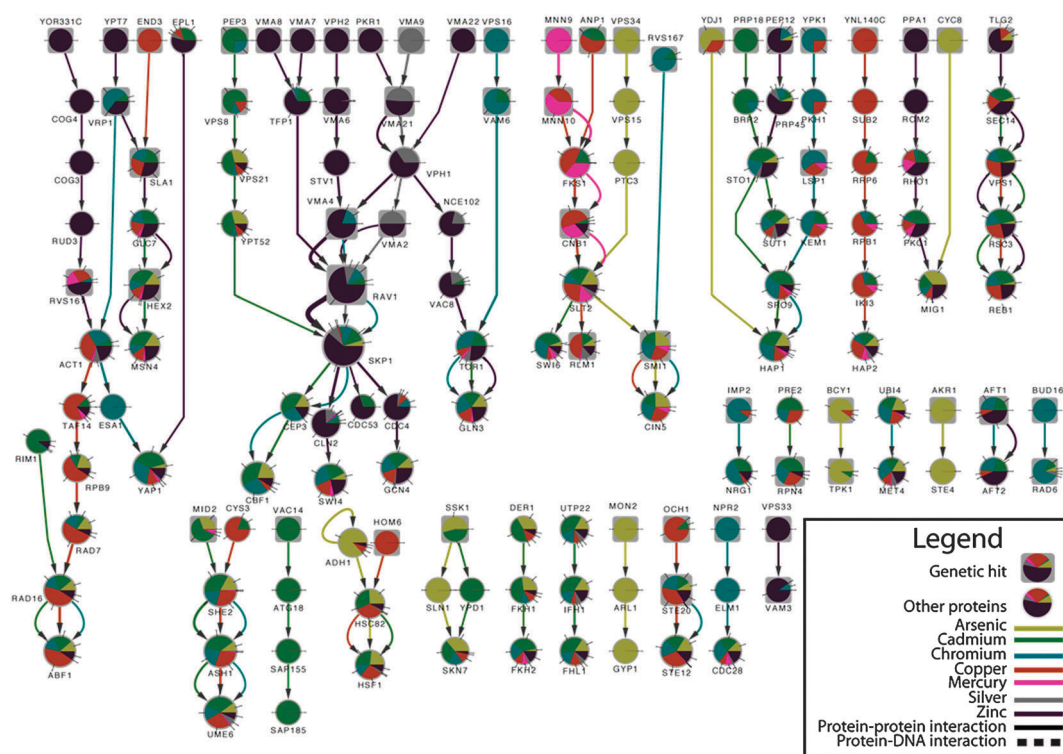 YOR331C YPT7 END3 EPL1 PEP3 VMA8 VMA7 VPH2 PKR1 VMA9 VMA22 VPS16 MNN9 ANP1 VPS34 RVS167 YDJ1 PRP18 PEP12 YPK1 YNL140C PPA1 CYC8 TLG2
COG4 VRP1 VPS8 TFP1 VMA6 VMA21 VAM6 MNN10 VPS15 BRR2 PRP45 PKH1 SUB2 ROM2 SEC14
COG3 SLA1 VPS21 STV1 VPH1 FKS1 PTC3 STO1 LSP1 RRP6 RHO1 VPS1
RUD3 GLC7 YPT52 VMA4 VMA2 NCE102 CNB1 SUT1 KEM1 RPB1 PKC1 RSC3
RVS16 HEX2 RAV1 VAC8 SLT2 SRO9 IKI3 MIG1 REB1
ACT1 MSN4 SKP1 TOR1 SWI6 RLM1 SMI1 HAP1 HAP2
TAF14 ESA1 CEP3 CLN2 CDC53 CDC4 GLN3 CIN5 IMP2 PRE2 BCY1 UBI4 AKR1 AFT1 BUD16
RIM1 RPB9 YAP1 CBF1 SWI4 GCN4 NRG1 RPN4 TPK1 MET4 STE4 AFT2 RAD6
RAD7 MID2 CYS3 VAC14 ADH1 HOM6 SSK1 DER1 UTP22 MON2 OCH1 NPR2 VPS33
RAD16 SHE2 ATG18 HSC82 SLN1 YPD1 FKH1 IFH1 ARL1 STE20 ELM1 VAM3
ABF1 ASH1 SAP155 HSF1 SKN7 FKH2 FHL1 GYP1 STE12 CDC28
UME6 SAP185
Legend
Genetic hit
Other proteins
Arsenic
Cadmium
Chromium
Copper
Mercury
Silver
Zinc
Protein-protein interaction
Protein-DNA interaction